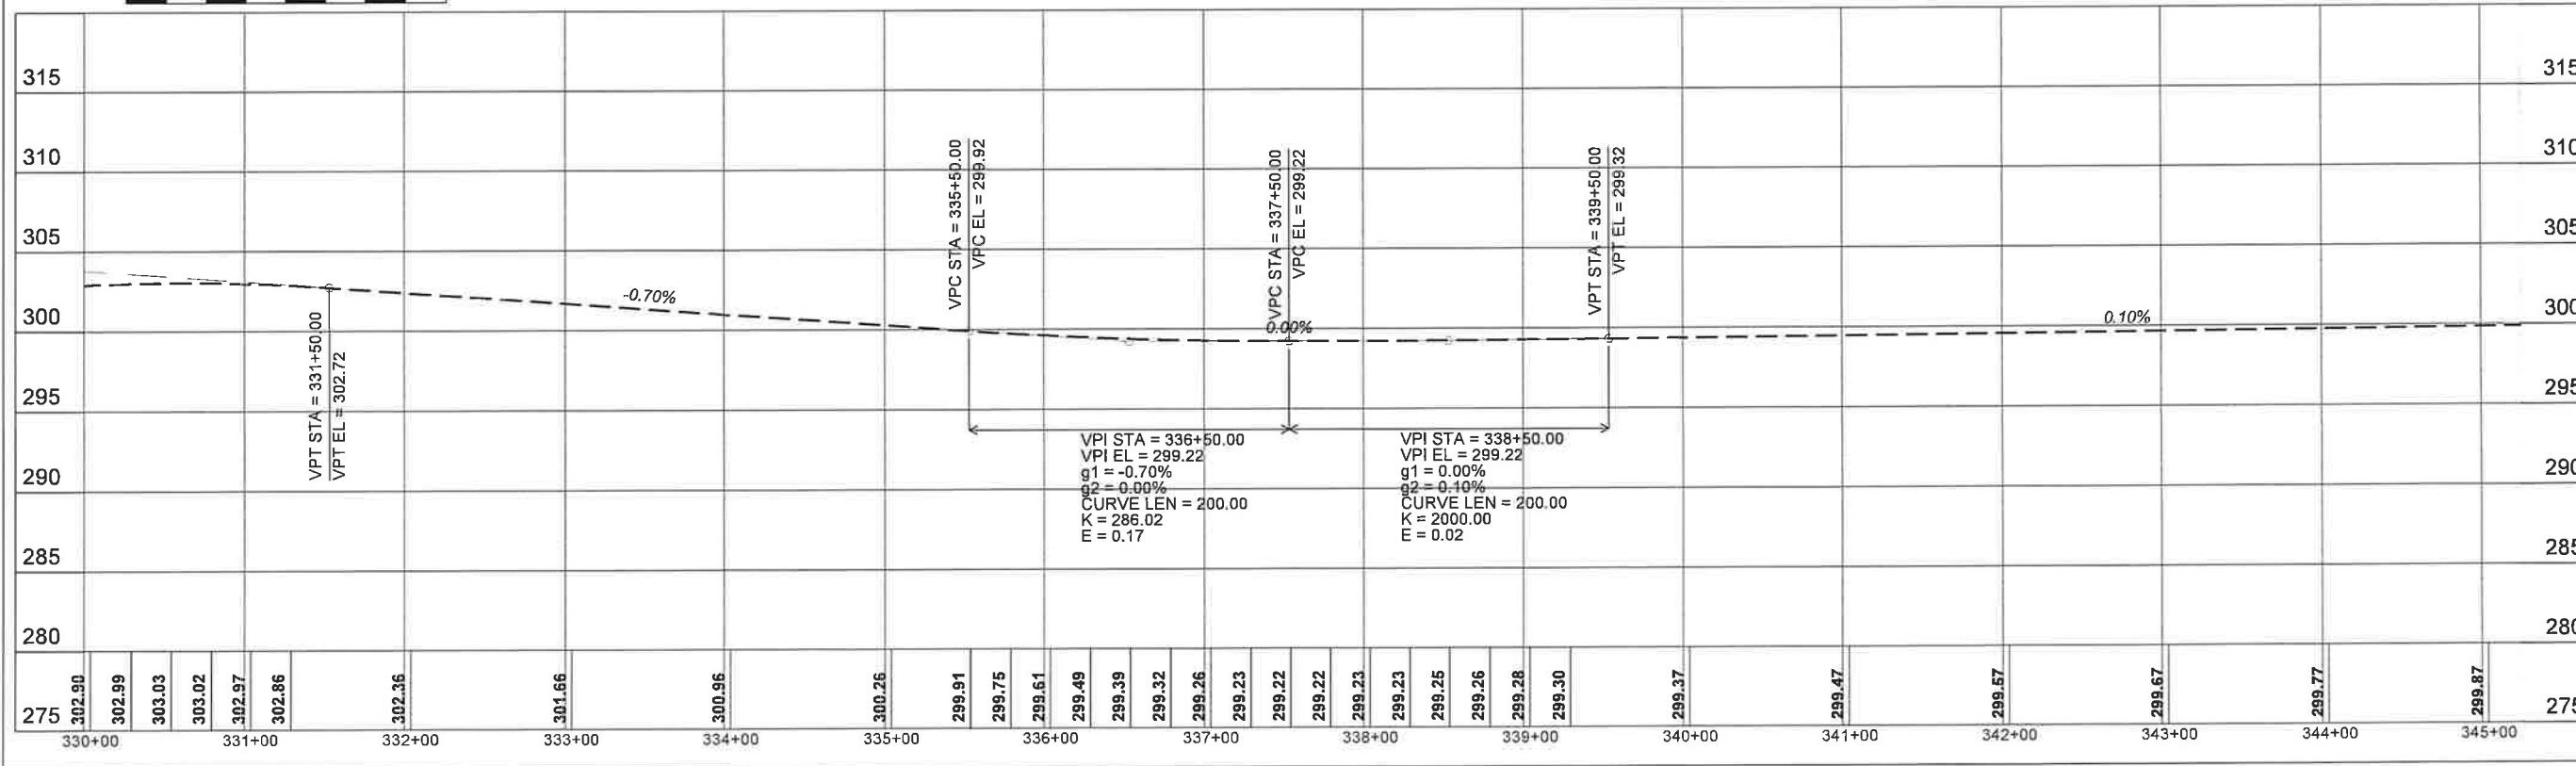 315
310
305
300
295
290
285
280
275
VPT STA = 331+50.00
VPT EL = 302.72
-0.70%
VPC STA = 335+50.00
VPC EL = 299.92
VPC STA = 337+50.00
VPC EL = 299.22
0.00%
VPT STA = 339+50.00
VPT EL = 299.32
0.10%
VPI STA = 336+50.00
VPI EL = 299.22
g1 = -0.70%
g2 = 0.00%
CURVE LEN = 200.00
K = 286.02
E = 0.17
VPI STA = 338+50.00
VPI EL = 299.22
g1 = 0.00%
g2 = 0.10%
CURVE LEN = 200.00
K = 2000.00
E = 0.02
315
310
305
300
295
290
285
280
275
302.90
302.99
303.03
303.02
302.97
302.86
302.36
301.66
300.96
300.26
299.91
299.75
299.61
299.49
299.39
299.32
299.26
299.23
299.22
299.22
299.23
299.23
299.25
299.26
299.28
299.30
299.37
299.47
299.57
299.67
299.77
299.87
330+00 331+00 332+00 333+00 334+00 335+00 336+00 337+00 338+00 339+00 340+00 341+00 342+00 343+00 344+00 345+00